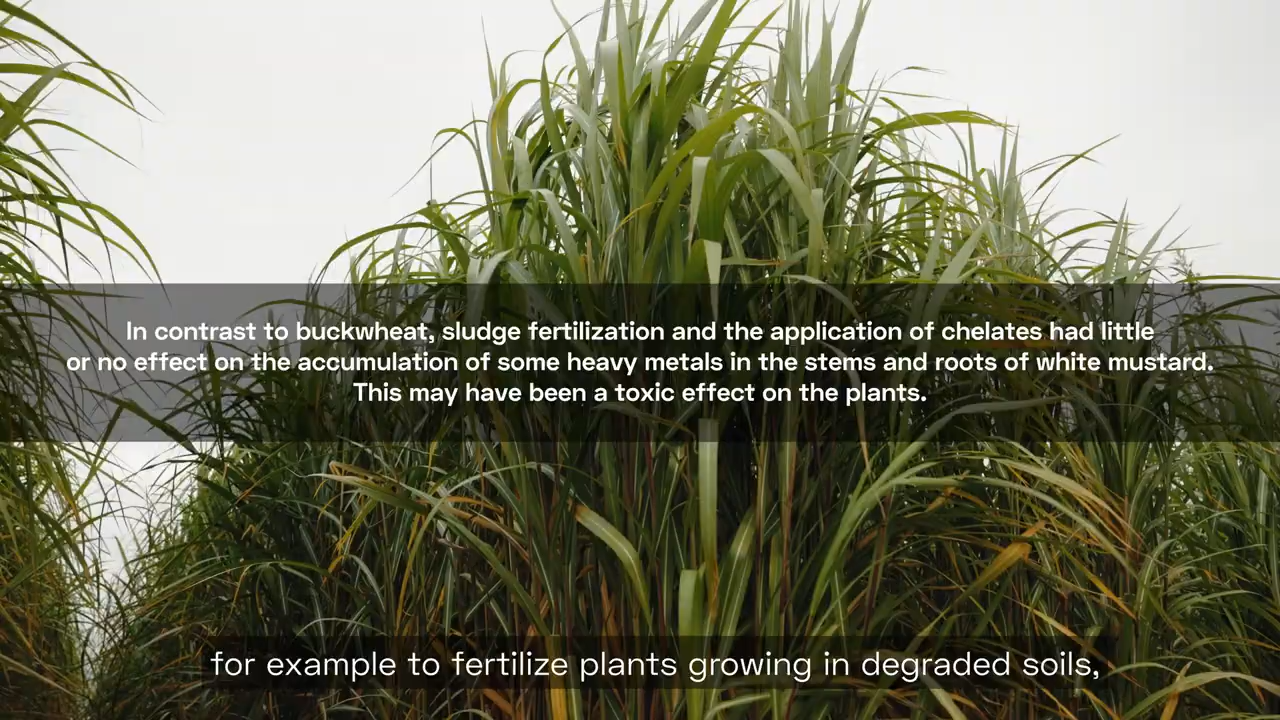 In contrast to buckwheat, sludge fertilization and the application of chelates had little
or no effect on the accumulation of some heavy metals in the stems and roots of white mustard.
This may have been a toxic effect on the plants.
for example to fertilize plants growing in degraded soils,